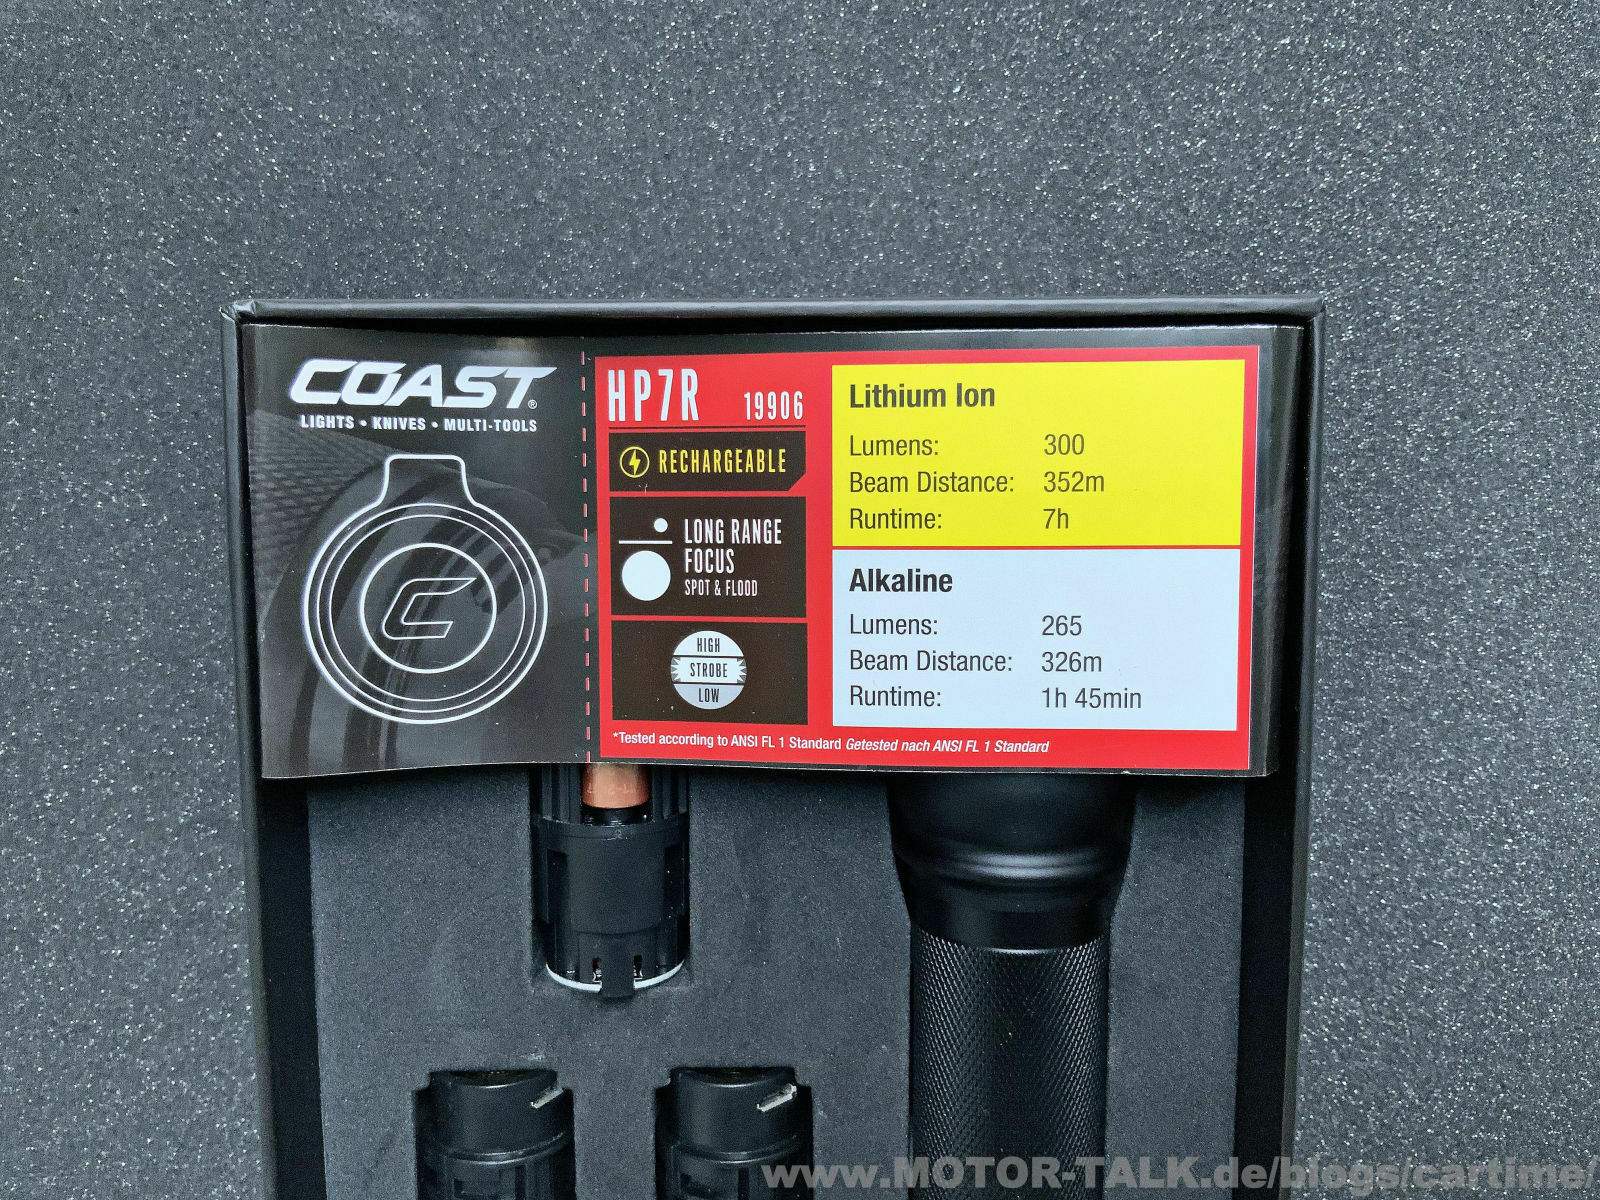 COAST®
LIGHTS • KNIVES • MULTI-TOOLS
C
HP7R 19906
RECHARGEABLE
LONG RANGE
FOCUS
SPOT & FLOOD
HIGH
STROBE
LOW
Lithium Ion
Lumens: 300
Beam Distance: 352m
Runtime: 7h
Alkaline
Lumens: 265
Beam Distance: 326m
Runtime: 1h 45min
*Tested according to ANSI FL 1 Standard Getestet nach ANSI FL 1 Standard
www.MOTOR-TALK.de/blogs/cartime/